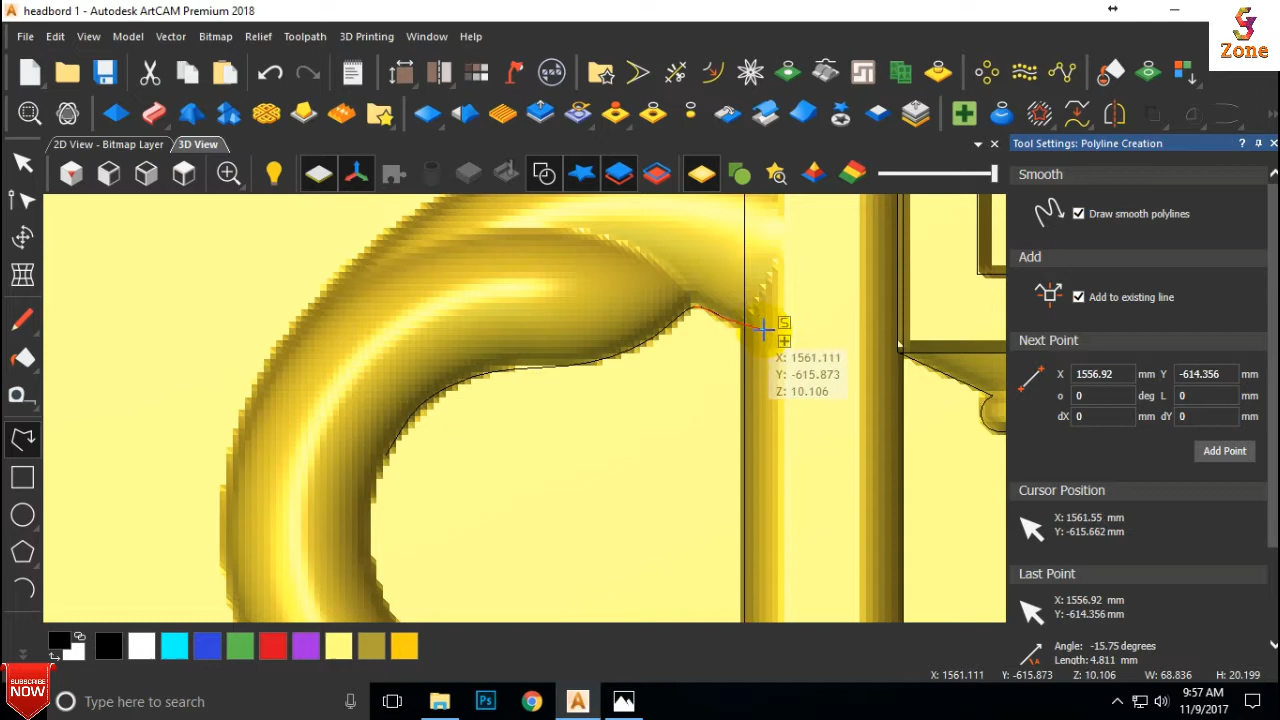 headbord 1 - Autodesk ArtCAM Premium 2018
Zone
File Edit View Model Vector Bitmap Relief Toolpath 3D Printing Window Help
2D View - Bitmap Layer 3D View
Tool Settings: Polyline Creation
Smooth
Draw smooth polylines
Add
Add to existing line
Next Point
X 1556.92 mm Y -614.356 mm
o 0 deg L 0 mm
dX 0 mm dY 0 mm
Add Point
Cursor Position
X: 1561.55 mm
Y: -615.662 mm
Last Point
X: 1556.92 mm
Y: -614.356 mm
Angle: -15.75 degrees
Length: 4.811 mm
S
X: 1561.111
Y: -615.873
Z: 10.106
X: 1561.111 Y: -615.873 Z: 10.106 W: 68.836 H: 20.199
SUBSCRIBE
NOW
Type here to search
Ps
A
9:57 AM
11/9/2017